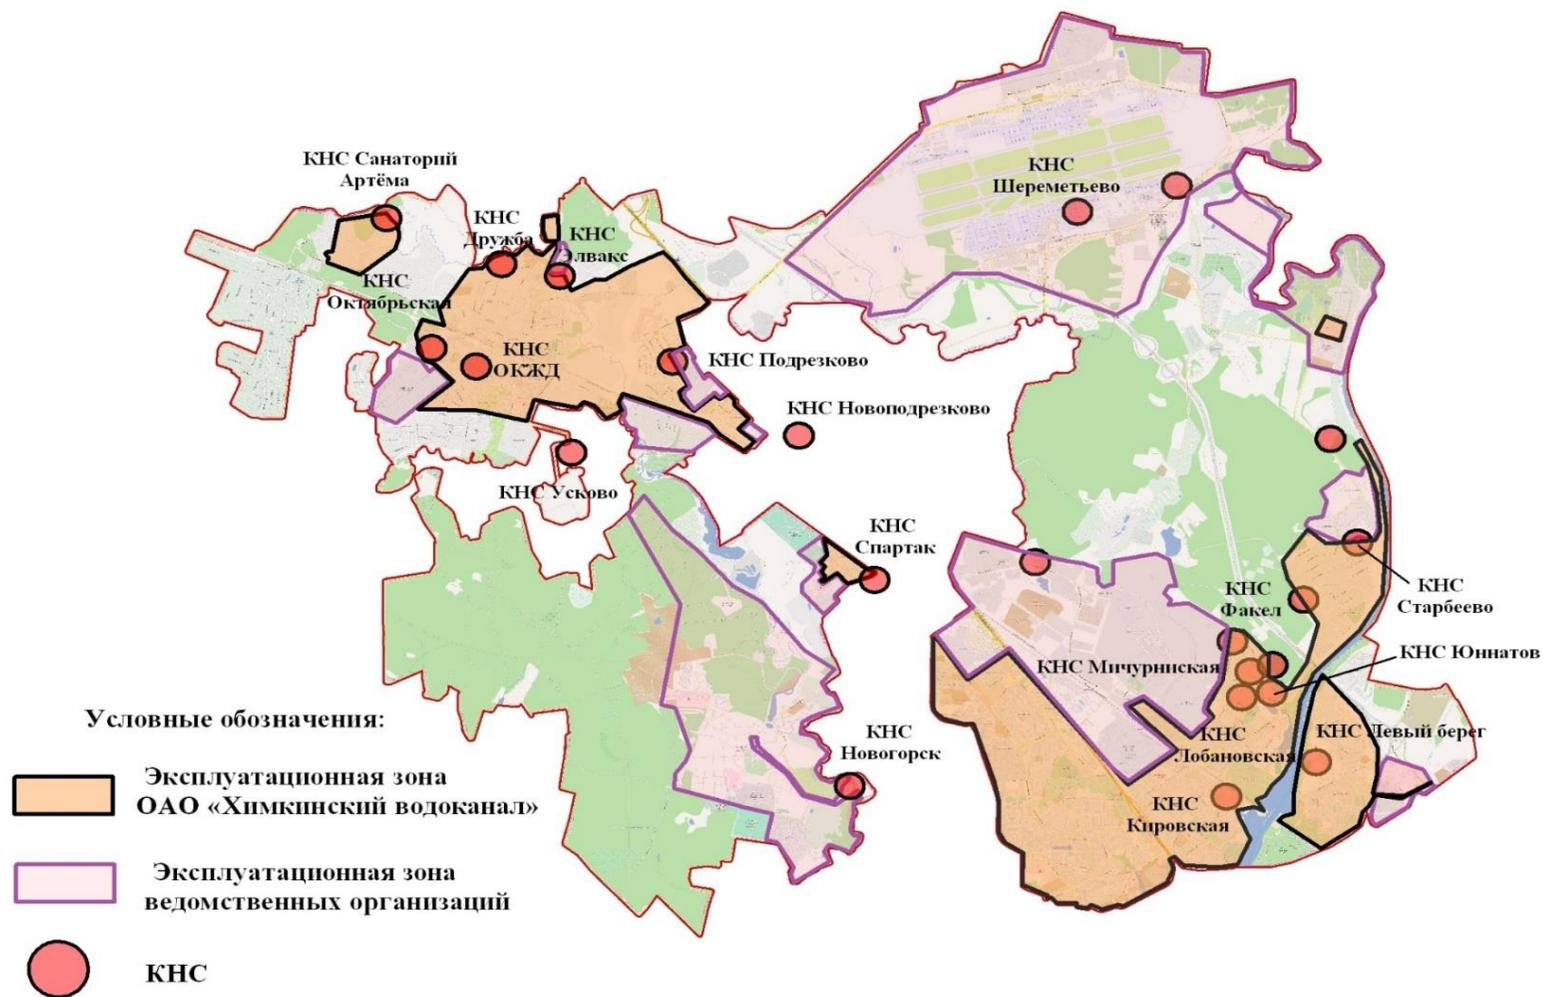 КНС Санаторий
Артёма
КНС
Дружба
КНС
Элвакс
КНС
Октябрьская
КНС
ОКЖД
КНС Подрезково
КНС Новоподрезково
КНС Усково
КНС
Шереметьево
КНС
Спартак
КНС
Новогорск
КНС
Факел
КНС
Старбеево
КНС Мичурниская
КНС Юннатов
КНС
Лобановская
КНС Левый берег
КНС
Кировская
Условные обозначения:
Эксплуатационная зона
ОАО «Химкинский водоканал»
Эксплуатационная зона
ведомственных организаций
КНС